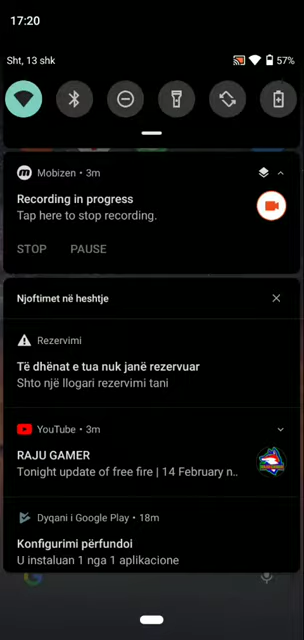 17:20
Sht, 13 shk
57%
Mobizen • 3m
Recording in progress
Tap here to stop recording.
STOP PAUSE
Njoftimet në heshtje
Rezervimi
Të dhënat e tua nuk janë rezervuar
Shto një llogari rezervimi tani
YouTube • 3m
RAJU GAMER
Tonight update of free fire | 14 February n..
Dyqani i Google Play • 18m
Konfigurimi përfundoi
U instaluan 1 nga 1 aplikacione